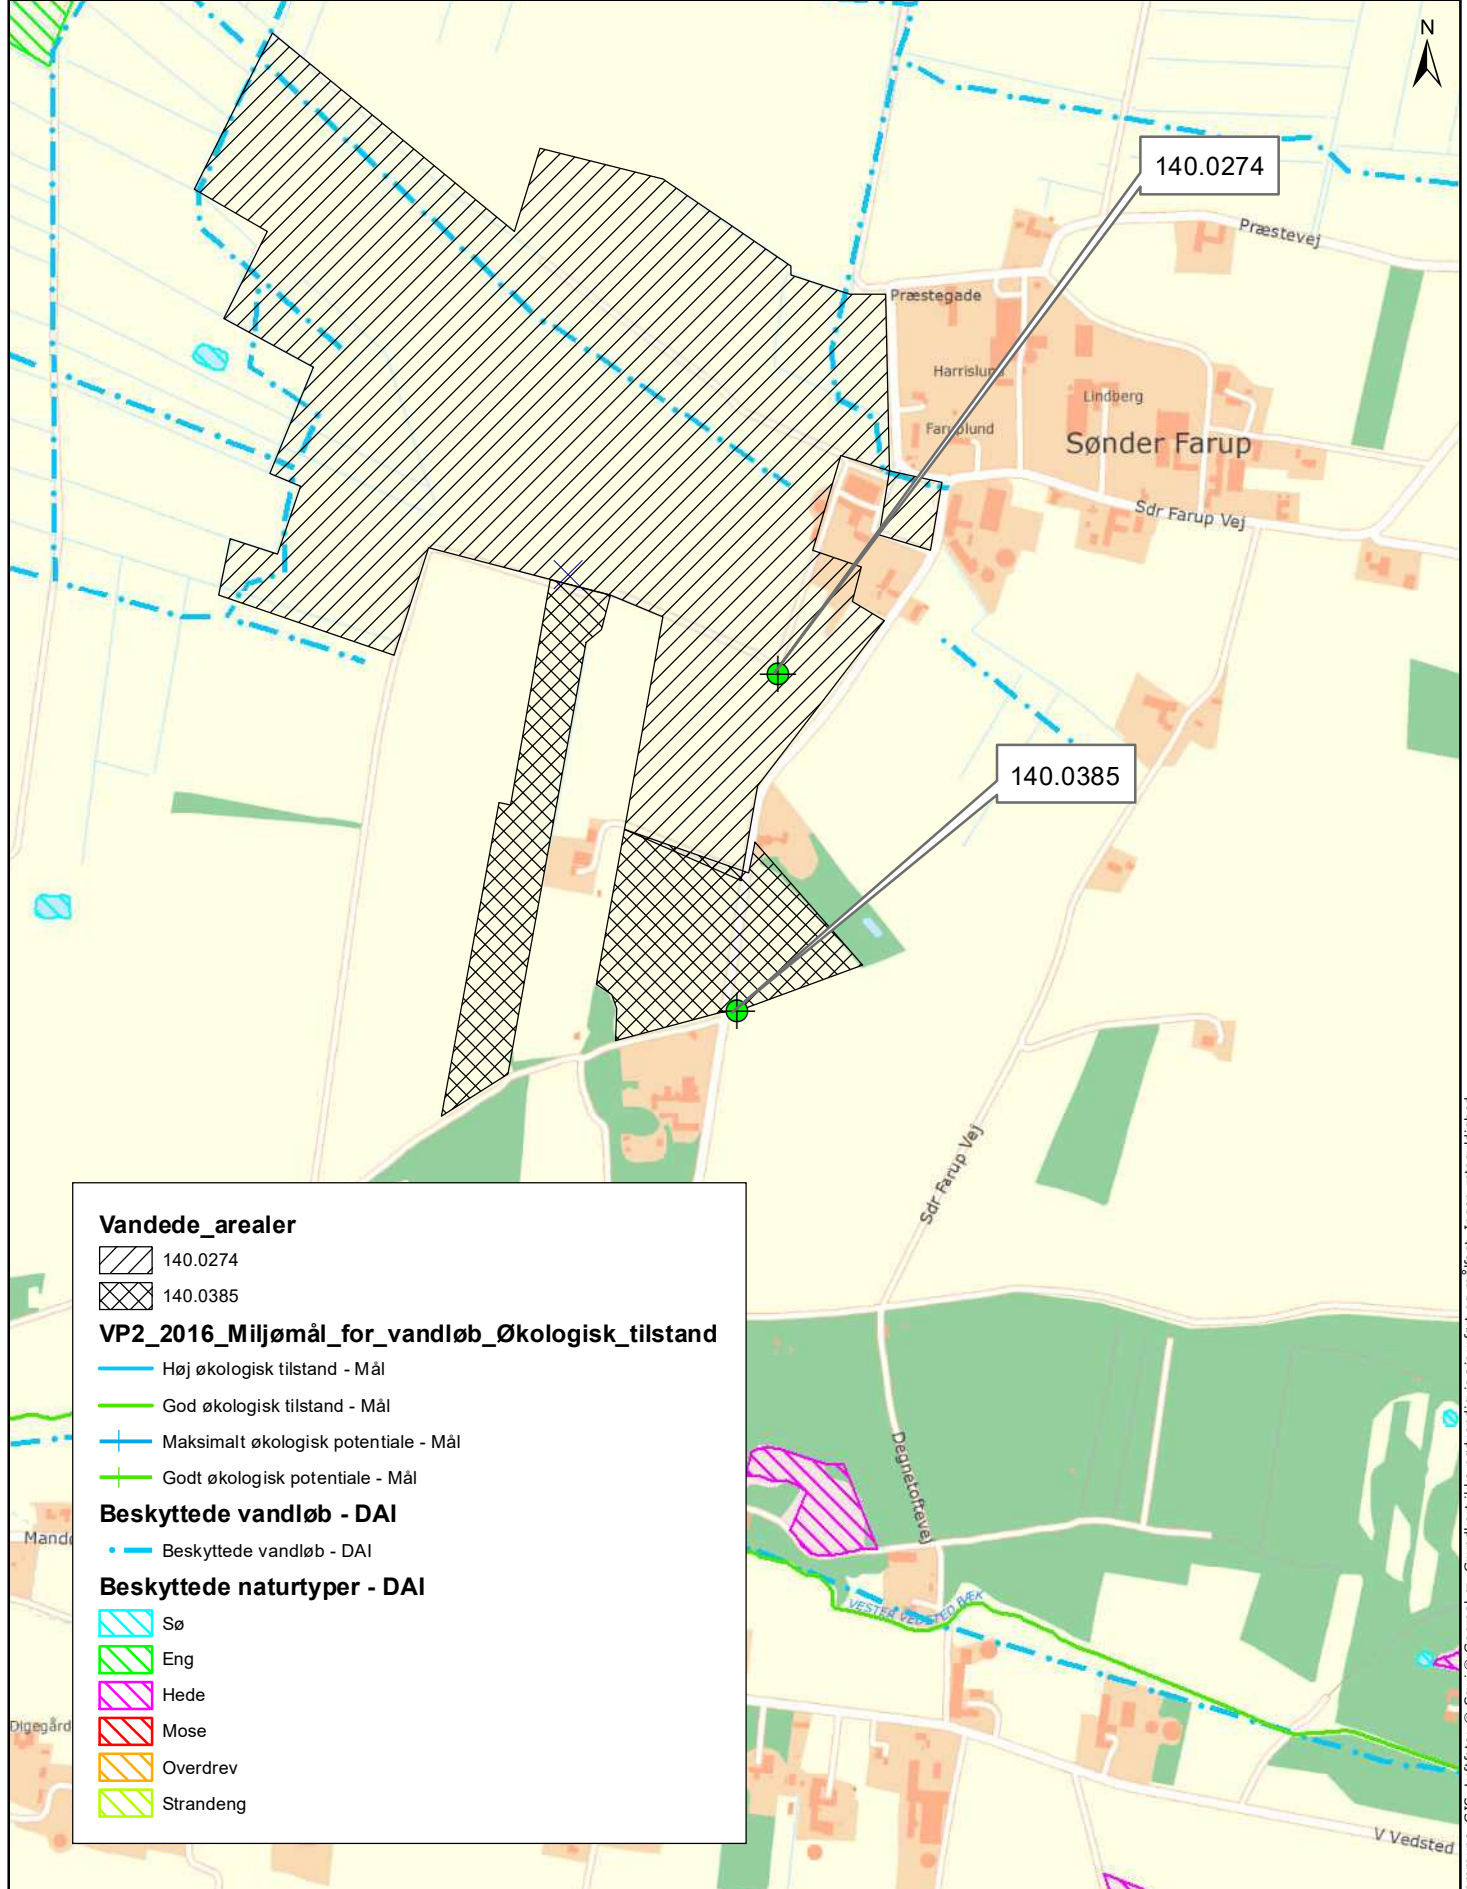 N
140.0274
Præstevej
Præstegade
Harrislund
Lindberg
Faruplund
Sønder Farup
Sdr Farup Vej
140.0385
Sdr Farup Vej
Vandede_arealer
140.0274
140.0385
VP2_2016_Miljømål_for_vandløb_Økologisk_tilstand
Høj økologisk tilstand - Mål
God økologisk tilstand - Mål
Maksimalt økologisk potentiale - Mål
Godt økologisk potentiale - Mål
Beskyttede vandløb - DAI
Beskyttede vandløb - DAI
Beskyttede naturtyper - DAI
Sø
Eng
Hede
Mose
Overdrev
Strandeng
Degnetoftevej
VESTER VEDSTED BÆK
Mandø
Digegård
V Vedsted